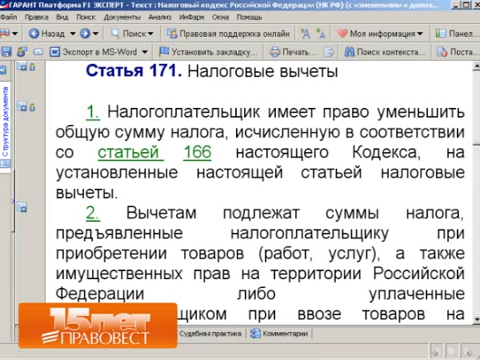 ГАРАНТ Платформа F1 ЭКСПЕРТ - Текст : Налоговый кодекс Российской Федерации (НК РФ) (с изменениями и допол...
Файл Правка Вид Поиск Документы Анализ ИнФарм Окна Помощь
Назад Поиск Правовая поддержка онлайн Моя информация Панел
Экспорт в MS-Word Установить закладку... Печать... Поиск контекста... Поста...
Структура документа
Статья 171. Налоговые вычеты
1. Налогоплательщик имеет право уменьшить
общую сумму налога, исчисленную в соответствии
со статьей 166 настоящего Кодекса, на
установленные настоящей статьей налоговые
вычеты.
2. Вычетам подлежат суммы налога,
предъявленные налогоплательщику при
приобретении товаров (работ, услуг), а также
имущественных прав на территории Российской
Федерации либо уплаченные
щиком при ввозе товаров на
15 лет
ПРАВОВЕСТ
Судебная практика Комментарии